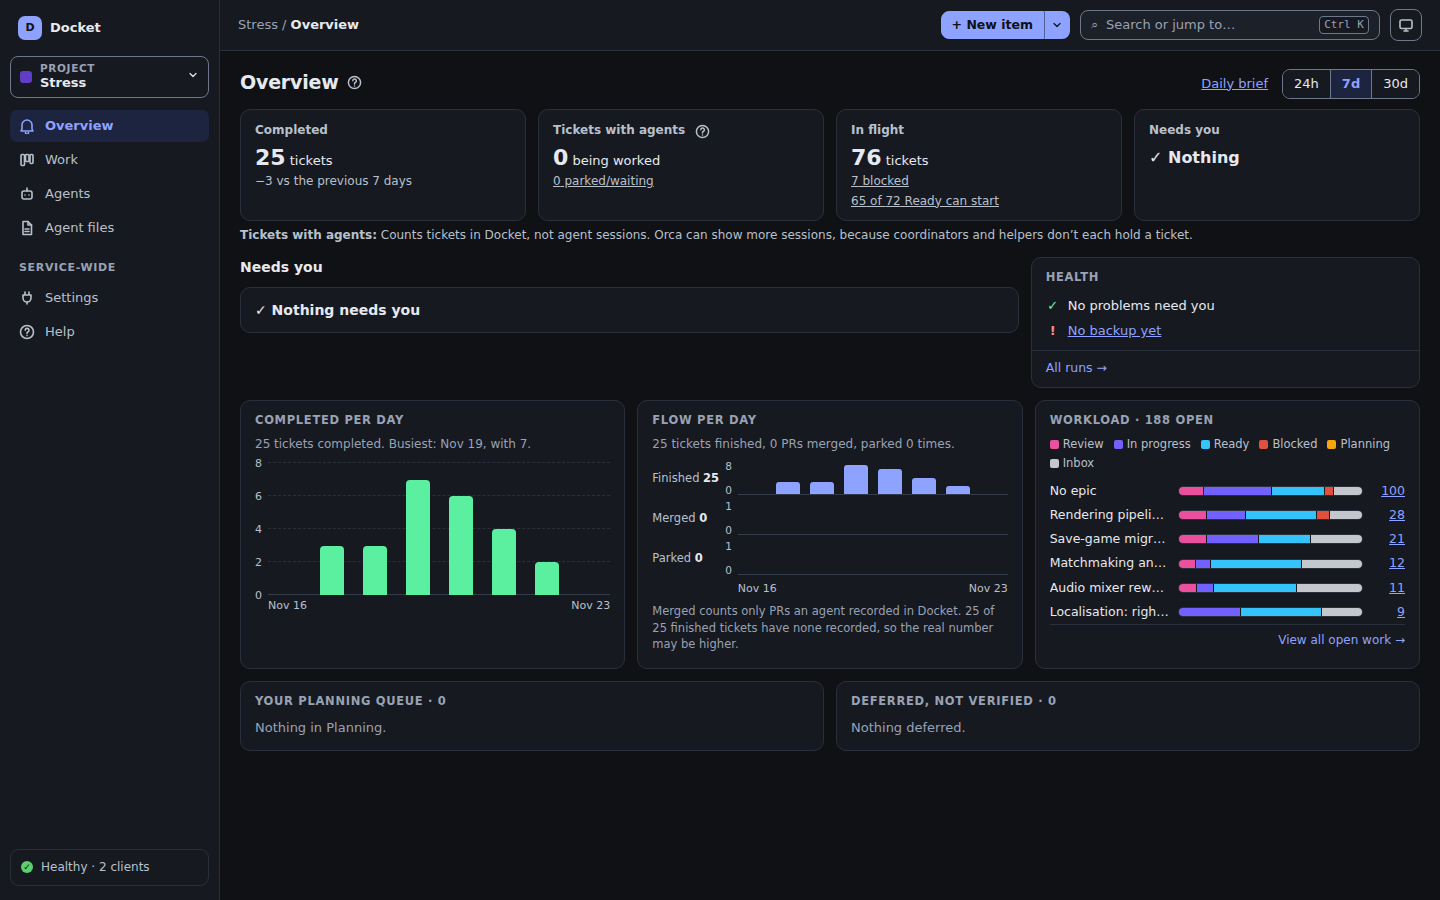 D Docket
PROJECT
Stress
Overview
Work
Agents
Agent files
SERVICE-WIDE
Settings
Help
✓ Healthy · 2 clients
Stress / Overview
+ New item
Search or jump to…
Ctrl K
Overview ?
Daily brief
24h 7d 30d
Completed
25 tickets
−3 vs the previous 7 days
Tickets with agents ?
0 being worked
0 parked/waiting
In flight
76 tickets
7 blocked
65 of 72 Ready can start
Needs you
✓ Nothing
Tickets with agents: Counts tickets in Docket, not agent sessions. Orca can show more sessions, because coordinators and helpers don’t each hold a ticket.
Needs you
✓ Nothing needs you
HEALTH
✓ No problems need you
! No backup yet
All runs →
COMPLETED PER DAY
25 tickets completed. Busiest: Nov 19, with 7.
8
6
4
2
0
Nov 16 Nov 23
FLOW PER DAY
25 tickets finished, 0 PRs merged, parked 0 times.
Finished 25
8
0
Merged 0
1
0
Parked 0
1
0
Nov 16 Nov 23
Merged counts only PRs an agent recorded in Docket. 25 of
25 finished tickets have none recorded, so the real number
may be higher.
WORKLOAD · 188 OPEN
Review In progress Ready Blocked Planning
Inbox
No epic 100
Rendering pipeli… 28
Save-game migr… 21
Matchmaking an… 12
Audio mixer rew… 11
Localisation: righ… 9
View all open work →
YOUR PLANNING QUEUE · 0
Nothing in Planning.
DEFERRED, NOT VERIFIED · 0
Nothing deferred.